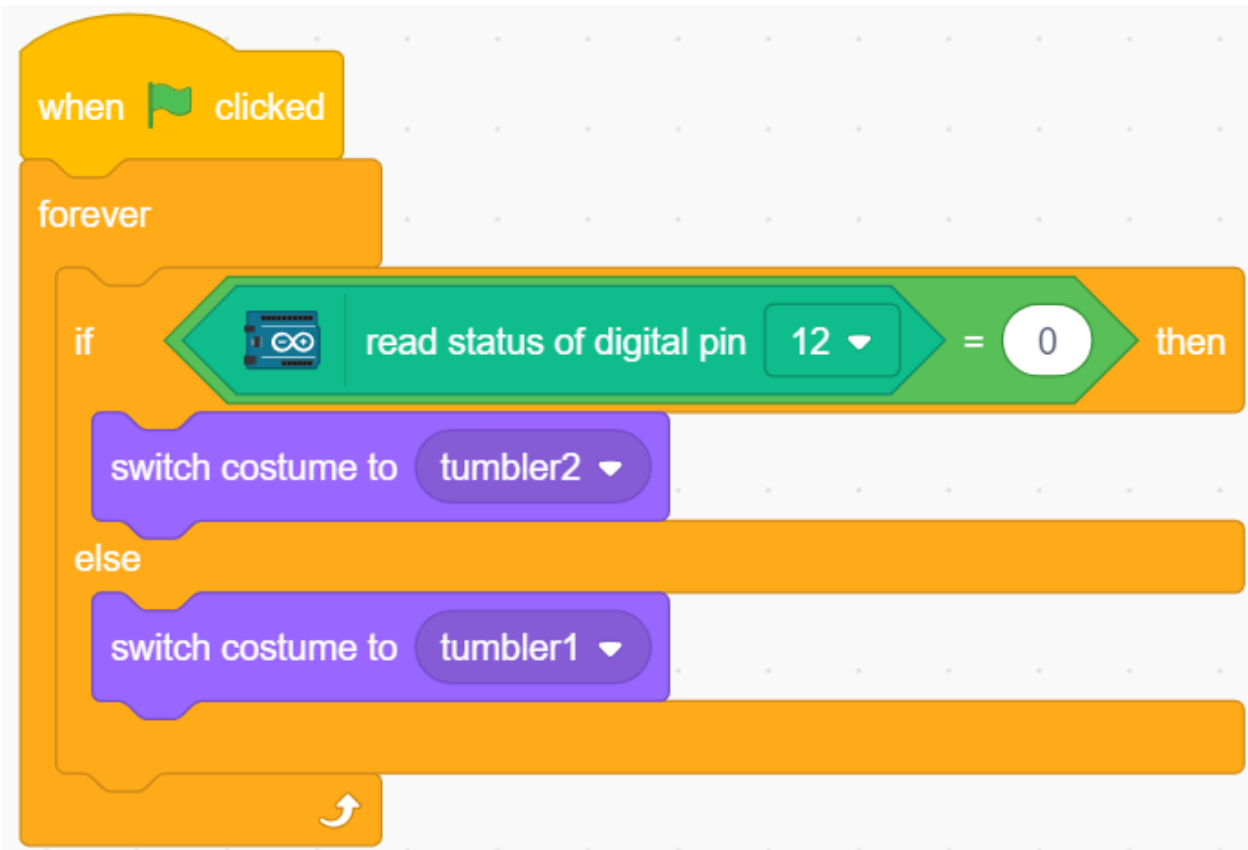 when clicked
forever
if read status of digital pin 12 = 0 then
switch costume to tumbler2
else
switch costume to tumbler1